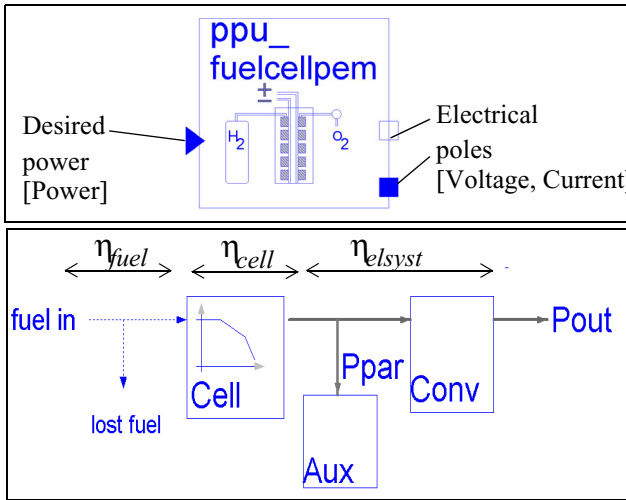 ppu_
fuelcellpem
±
H2
O2
Desired
power
[Power]
Electrical
poles
[Voltage, Current]
ηfuel
ηcell
ηelsyst
fuel in
Pout
Ppar
Cell
Conv
lost fuel
Aux